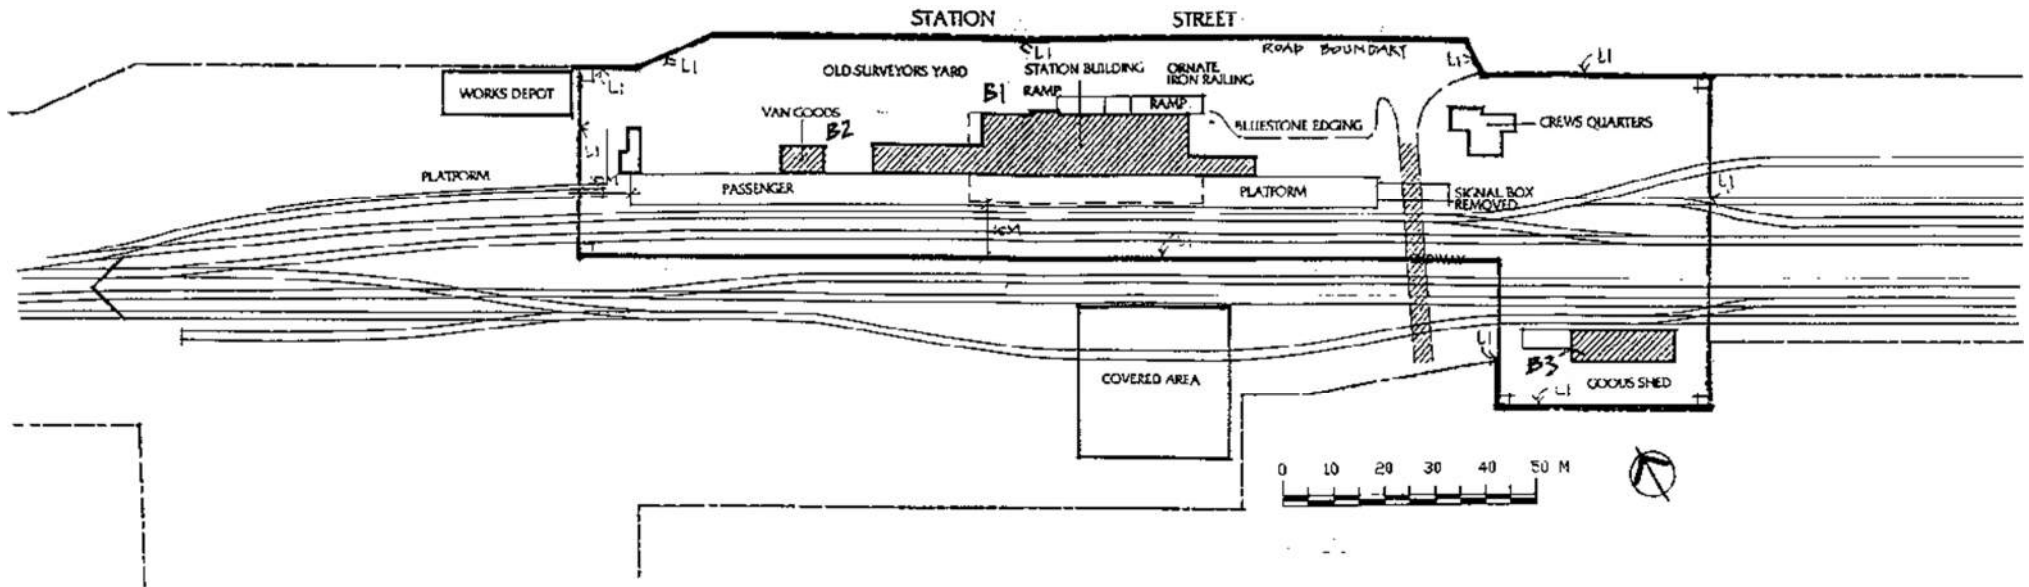 STATION STREET
ROAD BOUNDARY
L1
L1
L1
L1
OLD SURVEYORS YARD
STATION BUILDING
ORNATE
IRON RAILING
WORKS DEPOT
L1
B1
RAMP
RAMP
VAN GOODS
B2
BLUESTONE EDGING
CREWS QUARTERS
L1
PLATFORM
PASSENGER
PLATFORM
SIGNAL BOX
REMOVED
L1
10M
L1
L1
B3
COVERED AREA
GOODS SHED
L1
0 10 20 30 40 50 M